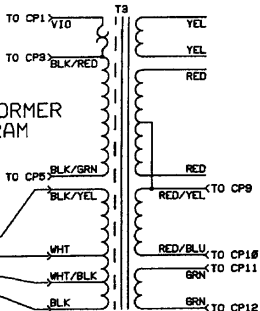 T3
TO CP1 VIO YEL
TO CP3 BLK/RED YEL
RED
ORMER
RAM
TO CP5 BLK/GRN RED
BLK/YEL RED/YEL TO CP9
WHT RED/BLU TO CP10
TO CP11
WHT/BLK GRN
BLK GRN TO CP12